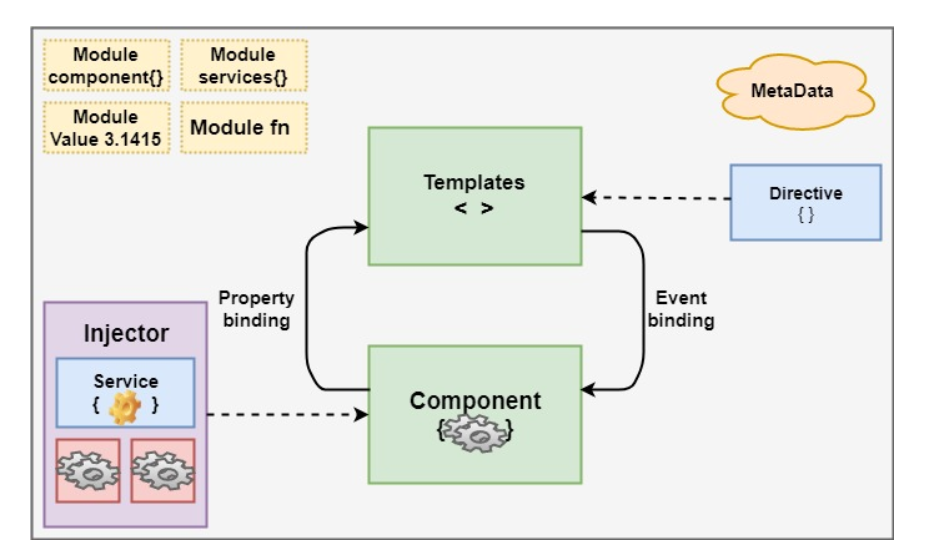 Module
component{}
Module
services{}
Module
Value 3.1415
Module fn
MetaData
Templates
< >
Directive
{ }
Property
binding
Event
binding
Injector
Service
{ }
Component
{ }